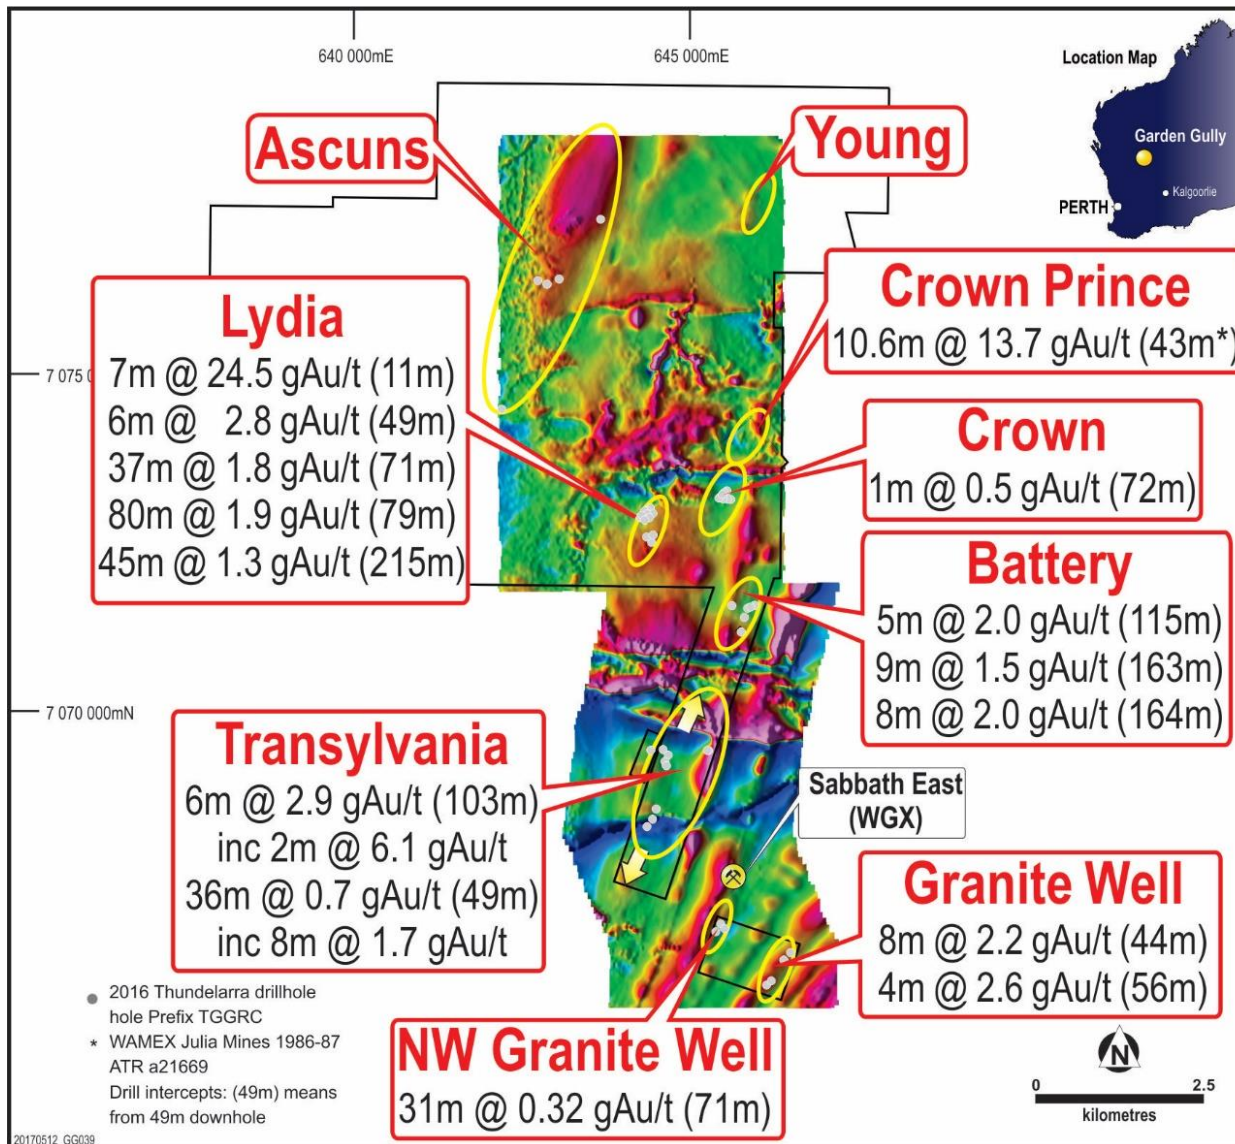 640 000mE
645 000mE
Location Map
Garden Gully
Kalgoorlie
PERTH
Ascuns
Young
Crown Prince
10.6m @ 13.7 gAu/t (43m*)
Lydia
7m @ 24.5 gAu/t (11m)
6m @ 2.8 gAu/t (49m)
37m @ 1.8 gAu/t (71m)
80m @ 1.9 gAu/t (79m)
45m @ 1.3 gAu/t (215m)
7 075 0
Crown
1m @ 0.5 gAu/t (72m)
Battery
5m @ 2.0 gAu/t (115m)
9m @ 1.5 gAu/t (163m)
8m @ 2.0 gAu/t (164m)
7 070 000mN
Transylvania
6m @ 2.9 gAu/t (103m)
inc 2m @ 6.1 gAu/t
36m @ 0.7 gAu/t (49m)
inc 8m @ 1.7 gAu/t
Sabbath East
(WGX)
Granite Well
8m @ 2.2 gAu/t (44m)
4m @ 2.6 gAu/t (56m)
NW Granite Well
31m @ 0.32 gAu/t (71m)
2016 Thundelarra drillhole
hole Prefix TGGRC
* WAMEX Julia Mines 1986-87
ATR a21669
Drill intercepts: (49m) means
from 49m downhole
N
0 2.5
kilometres
20170512_GG039